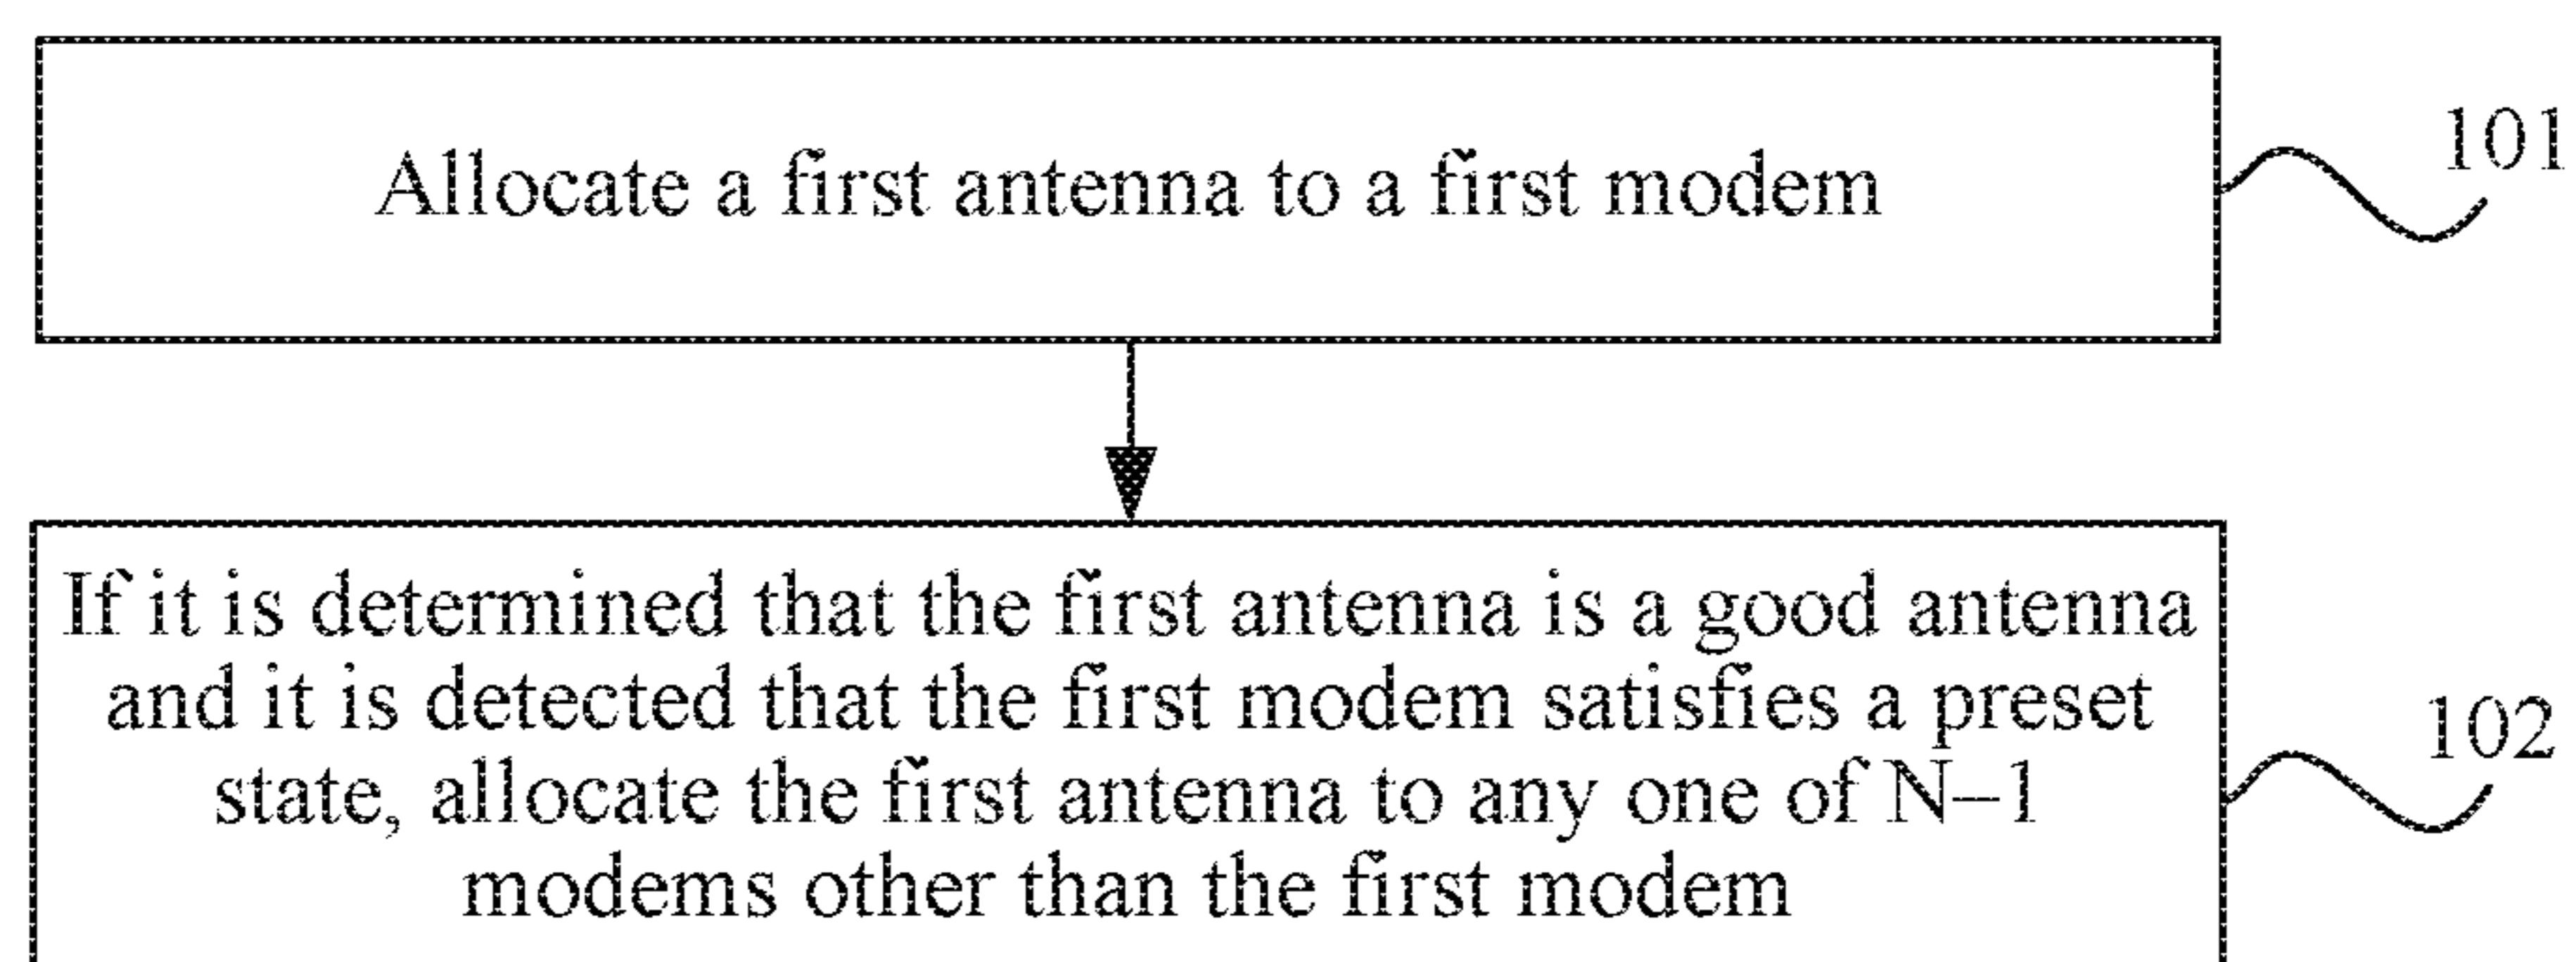 Allocate a first antenna to a first modem
101
If it is determined that the first antenna is a good antenna
and it is detected that the first modem satisfies a preset
state, allocate the first antenna to any one of N–1
modems other than the first modem
102